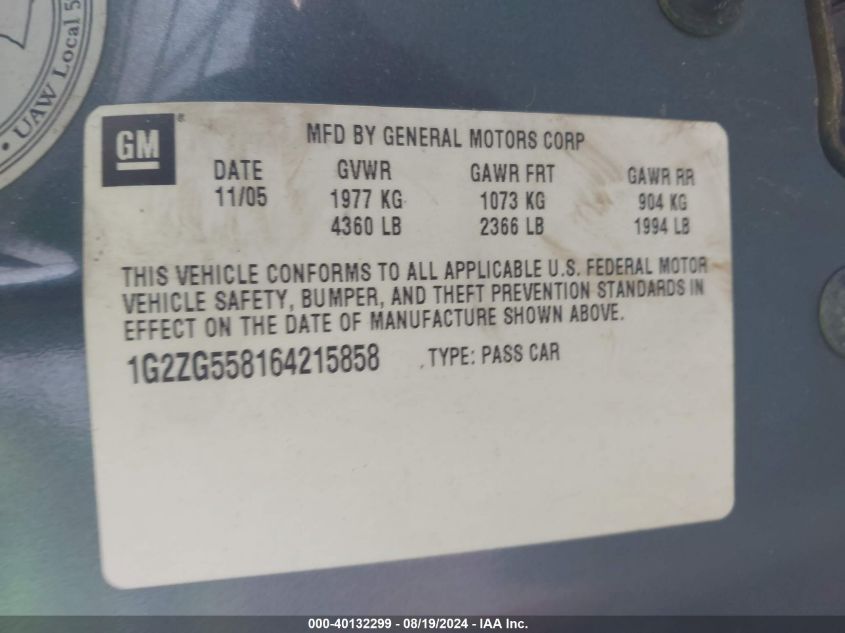 • UAW Local 5
GM
MFD BY GENERAL MOTORS CORP
DATE GVWR GAWR FRT GAWR RR
11/05 1977 KG 1073 KG 904 KG
4360 LB 2366 LB 1994 LB
THIS VEHICLE CONFORMS TO ALL APPLICABLE U.S. FEDERAL MOTOR
VEHICLE SAFETY, BUMPER, AND THEFT PREVENTION STANDARDS IN
EFFECT ON THE DATE OF MANUFACTURE SHOWN ABOVE.
1G2ZG558164215858 TYPE: PASS CAR
000-40132299 - 08/19/2024 - IAA Inc.